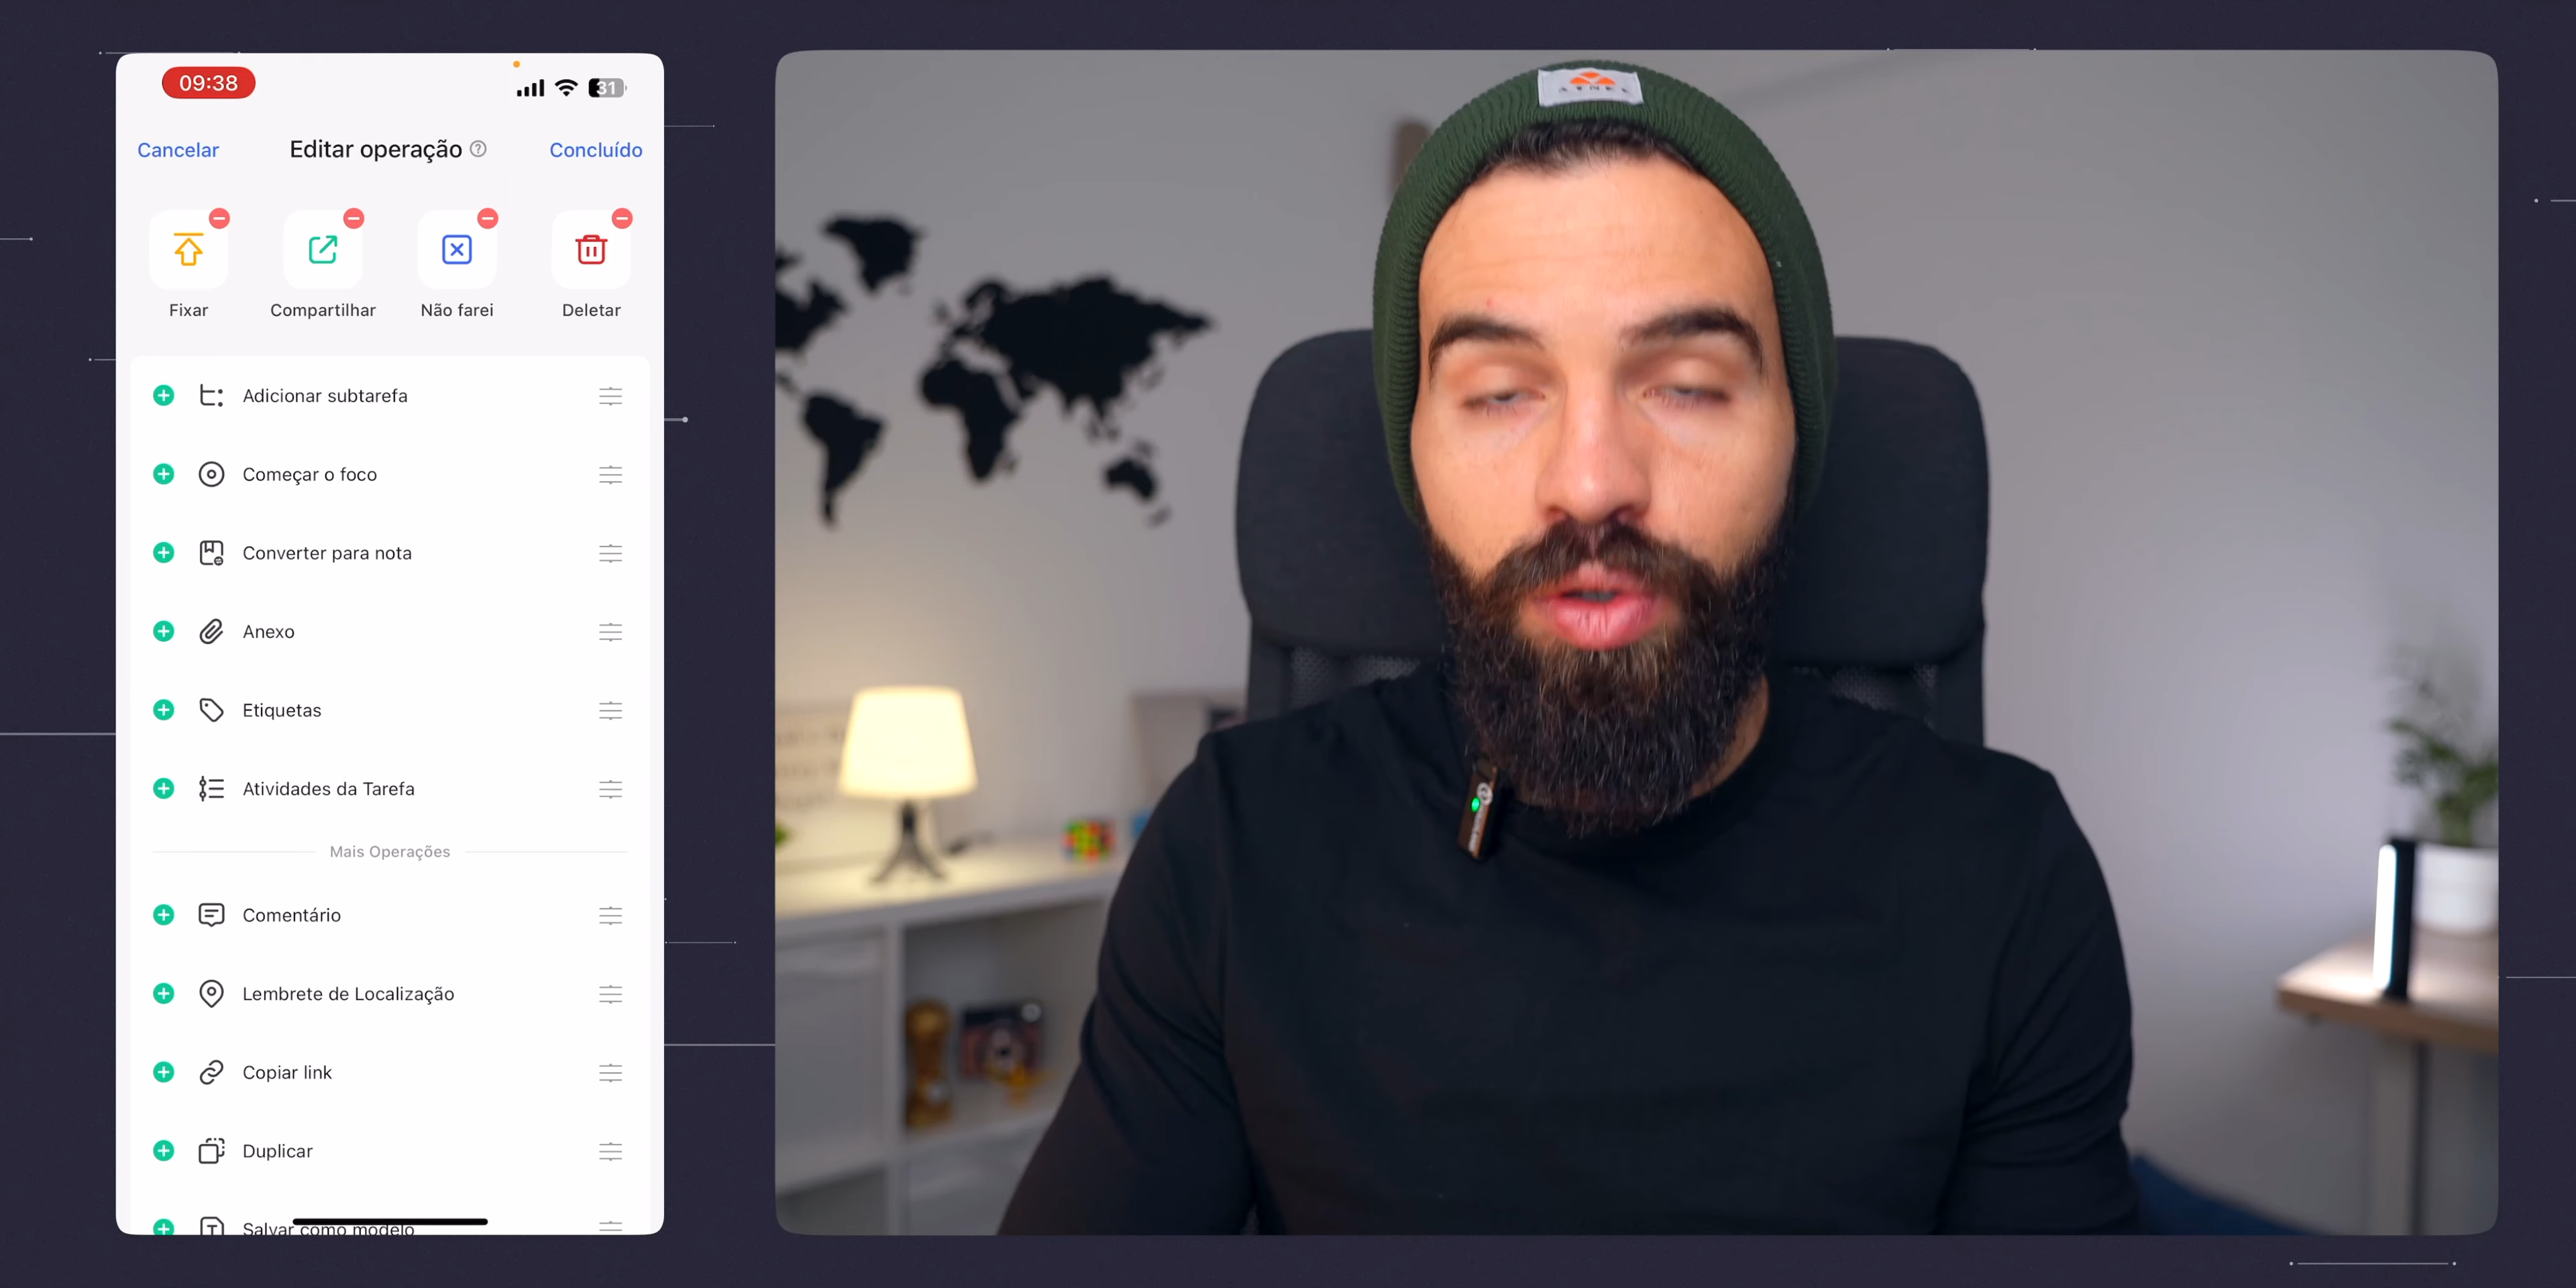 09:38
31
Cancelar
Editar operação
Concluído
Fixar
Compartilhar
Não farei
Deletar
Adicionar subtarefa
Começar o foco
Converter para nota
Anexo
Etiquetas
Atividades da Tarefa
Mais Operações
Comentário
Lembrete de Localização
Copiar link
Duplicar
Salvar como modelo